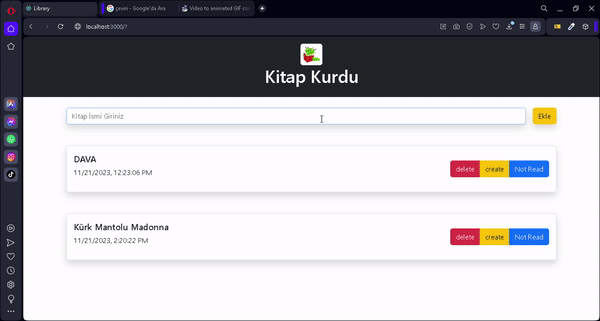 Library
çeviri - Google'da Ara
Video to animated GIF con
localhost:3000/?
Kitap Kurdu
Kitap İsmi Giriniz
Ekle
DAVA
11/21/2023, 12:23:06 PM
delete
create
Not Read
Kürk Mantolu Madonna
11/21/2023, 2:20:22 PM
delete
create
Not Read